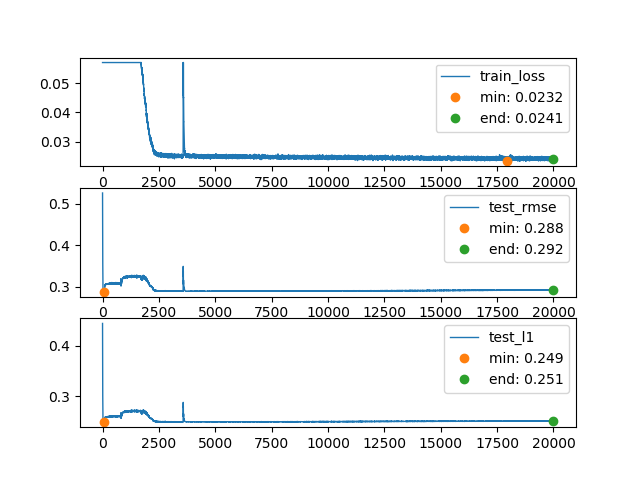 0.05
0.04
0.03
train_loss
min: 0.0232
end: 0.0241
0 2500 5000 7500 10000 12500 15000 17500 20000
0.5
0.4
0.3
test_rmse
min: 0.288
end: 0.292
0 2500 5000 7500 10000 12500 15000 17500 20000
0.4
0.3
test_l1
min: 0.249
end: 0.251
0 2500 5000 7500 10000 12500 15000 17500 20000